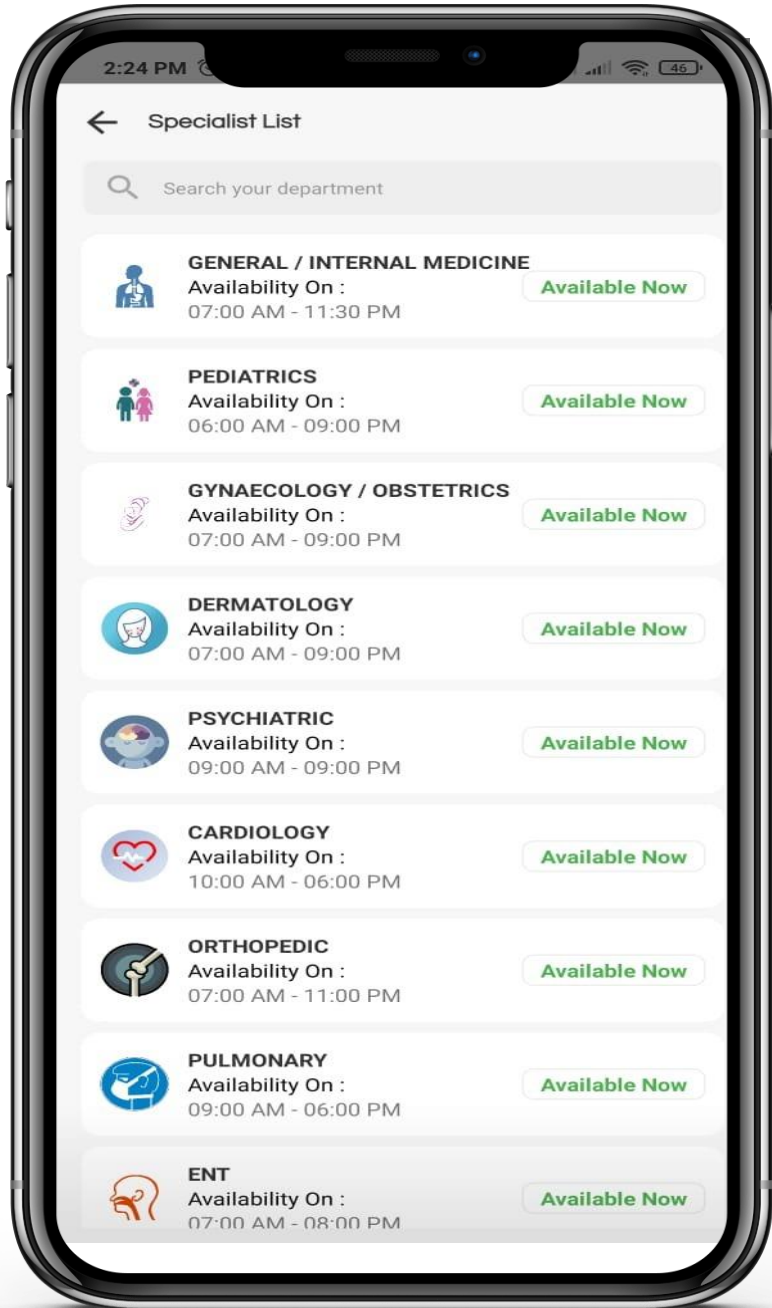 2:24 PM
46
Specialist List
Search your department
GENERAL / INTERNAL MEDICINE
Availability On :
Available Now
07:00 AM - 11:30 PM
PEDIATRICS
Availability On :
Available Now
06:00 AM - 09:00 PM
GYNAECOLOGY / OBSTETRICS
Availability On :
Available Now
07:00 AM - 09:00 PM
DERMATOLOGY
Availability On :
Available Now
07:00 AM - 09:00 PM
PSYCHIATRIC
Availability On :
Available Now
09:00 AM - 09:00 PM
CARDIOLOGY
Availability On :
Available Now
10:00 AM - 06:00 PM
ORTHOPEDIC
Availability On :
Available Now
07:00 AM - 11:00 PM
PULMONARY
Availability On :
Available Now
09:00 AM - 06:00 PM
ENT
Availability On :
Available Now
07:00 AM - 08:00 PM